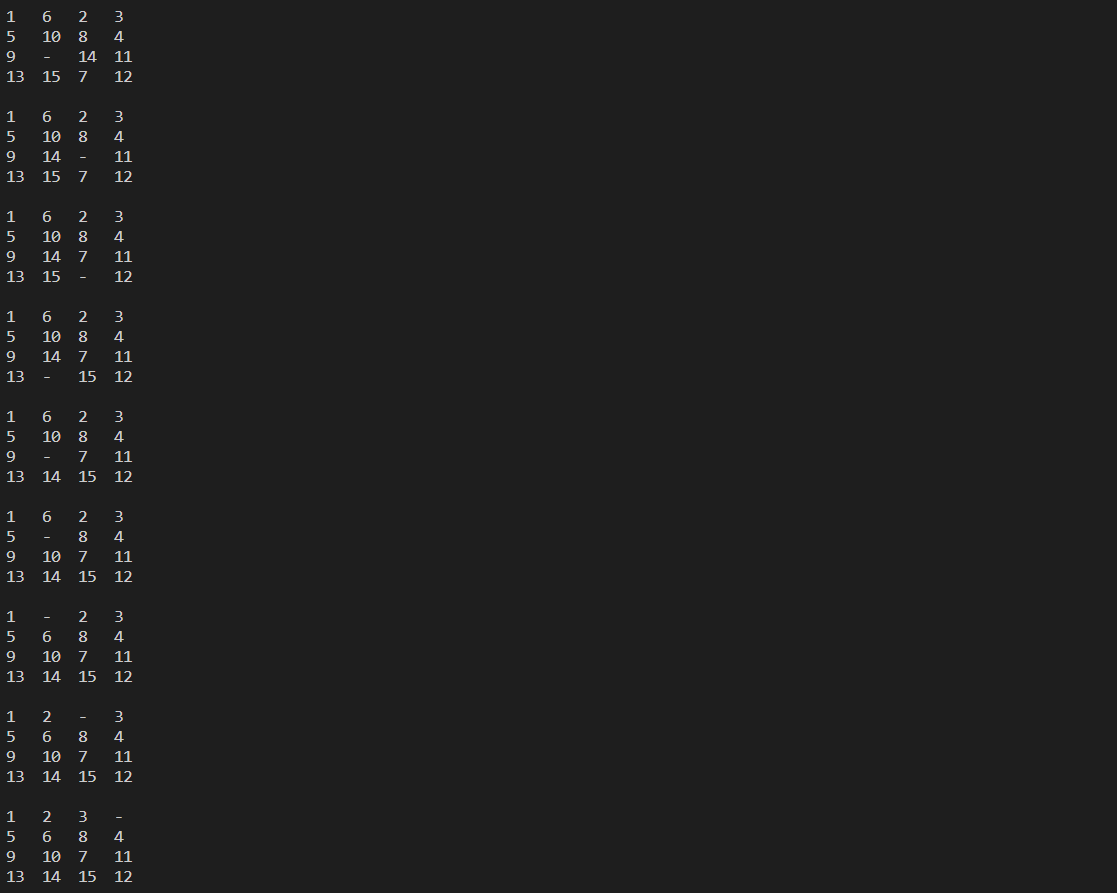 1 6 2 3
5 10 8 4
9 - 14 11
13 15 7 12
1 6 2 3
5 10 8 4
9 14 - 11
13 15 7 12
1 6 2 3
5 10 8 4
9 14 7 11
13 15 - 12
1 6 2 3
5 10 8 4
9 14 7 11
13 - 15 12
1 6 2 3
5 10 8 4
9 - 7 11
13 14 15 12
1 6 2 3
5 - 8 4
9 10 7 11
13 14 15 12
1 - 2 3
5 6 8 4
9 10 7 11
13 14 15 12
1 2 - 3
5 6 8 4
9 10 7 11
13 14 15 12
1 2 3 -
5 6 8 4
9 10 7 11
13 14 15 12